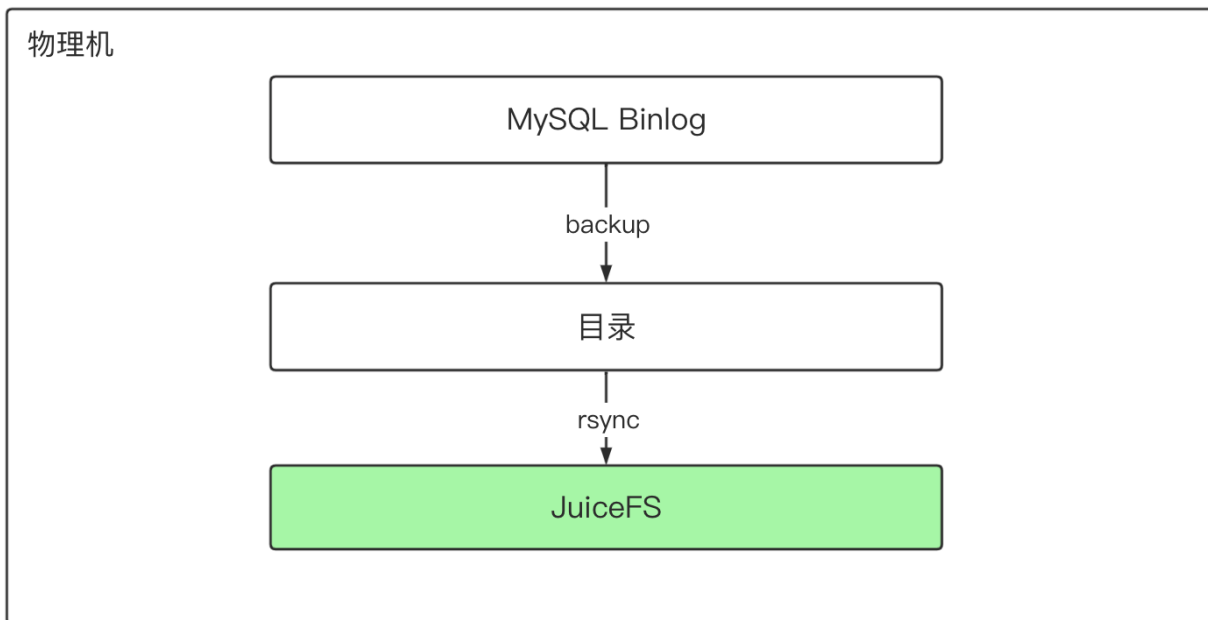 物理机
MySQL Binlog
backup
目录
rsync
JuiceFS